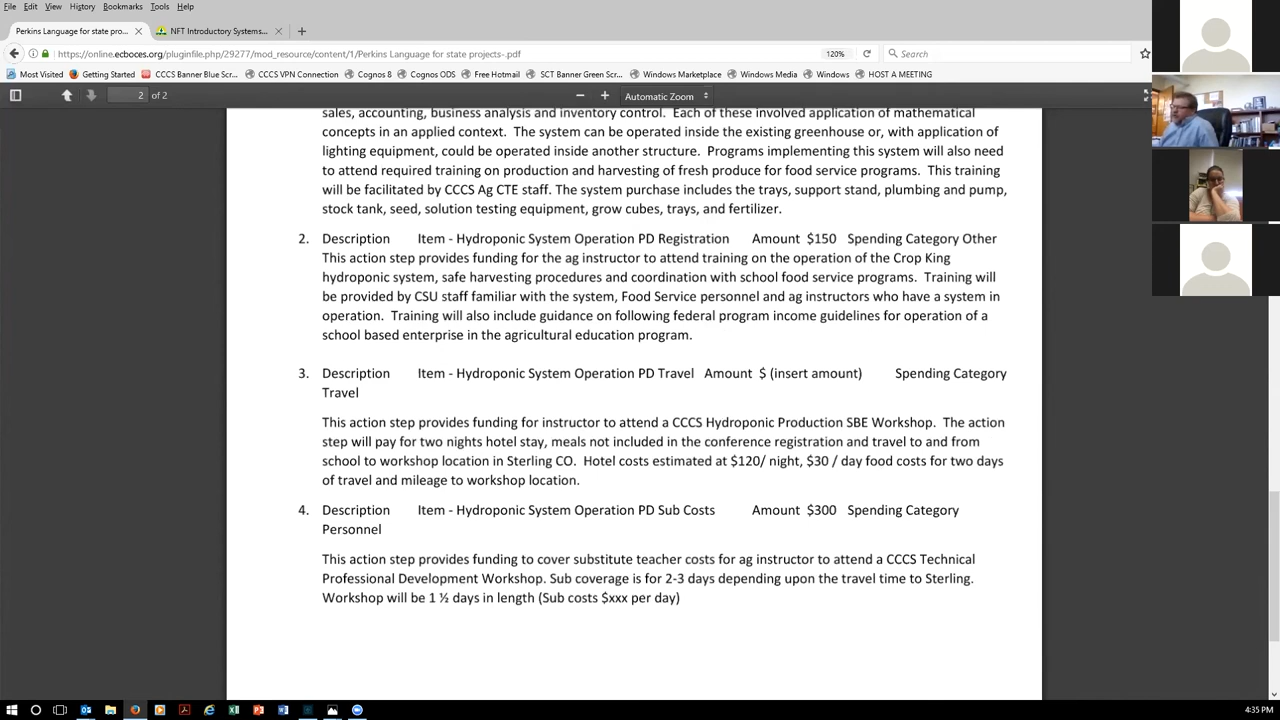 File Edit View History Bookmarks Tools Help
Perkins Language for state pro... × NFT Introductory Systems... × +
https://online.ecboces.org/pluginfile.php/29277/mod_resource/content/1/Perkins Language for state projects-.pdf 120% Search
Most Visited Getting Started CCCS Banner Blue Scr... CCCS VPN Connection Cognos 8 Cognos ODS Free Hotmail SCT Banner Green Scr... Windows Marketplace Windows Media Windows HOST A MEETING
2 of 2 Automatic Zoom
sales, accounting, business analysis and inventory control. Each of these involved application of mathematical
concepts in an applied context. The system can be operated inside the existing greenhouse or, with application of
lighting equipment, could be operated inside another structure. Programs implementing this system will also need
to attend required training on production and harvesting of fresh produce for food service programs. This training
will be facilitated by CCCS Ag CTE staff. The system purchase includes the trays, support stand, plumbing and pump,
stock tank, seed, solution testing equipment, grow cubes, trays, and fertilizer.
2. Description Item - Hydroponic System Operation PD Registration Amount $150 Spending Category Other
This action step provides funding for the ag instructor to attend training on the operation of the Crop King
hydroponic system, safe harvesting procedures and coordination with school food service programs. Training will
be provided by CSU staff familiar with the system, Food Service personnel and ag instructors who have a system in
operation. Training will also include guidance on following federal program income guidelines for operation of a
school based enterprise in the agricultural education program.
3. Description Item - Hydroponic System Operation PD Travel Amount $ (insert amount) Spending Category
Travel
This action step provides funding for instructor to attend a CCCS Hydroponic Production SBE Workshop. The action
step will pay for two nights hotel stay, meals not included in the conference registration and travel to and from
school to workshop location in Sterling CO. Hotel costs estimated at $120/ night, $30 / day food costs for two days
of travel and mileage to workshop location.
4. Description Item - Hydroponic System Operation PD Sub Costs Amount $300 Spending Category
Personnel
This action step provides funding to cover substitute teacher costs for ag instructor to attend a CCCS Technical
Professional Development Workshop. Sub coverage is for 2-3 days depending upon the travel time to Sterling.
Workshop will be 1 ½ days in length (Sub costs $xxx per day)
4:35 PM